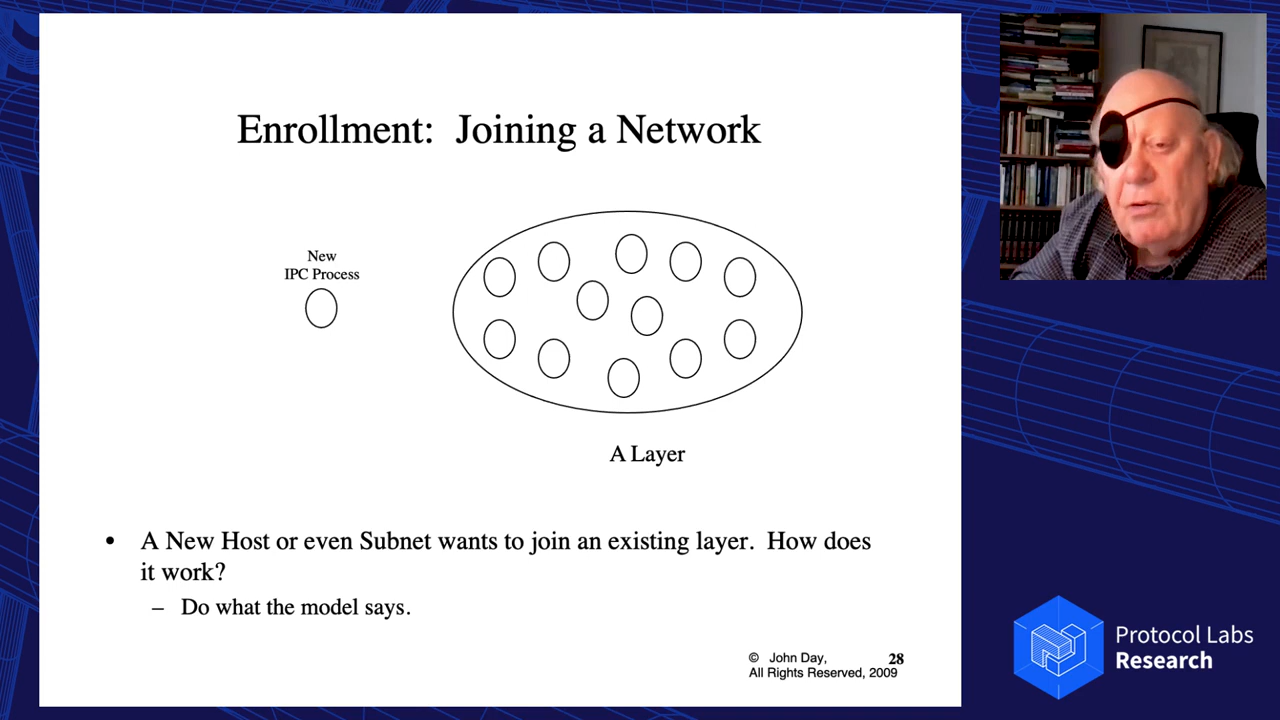 Enrollment: Joining a Network
New
IPC Process
A Layer
• A New Host or even Subnet wants to join an existing layer. How does
it work?
– Do what the model says.
© John Day, 28
All Rights Reserved, 2009
Protocol Labs
Research